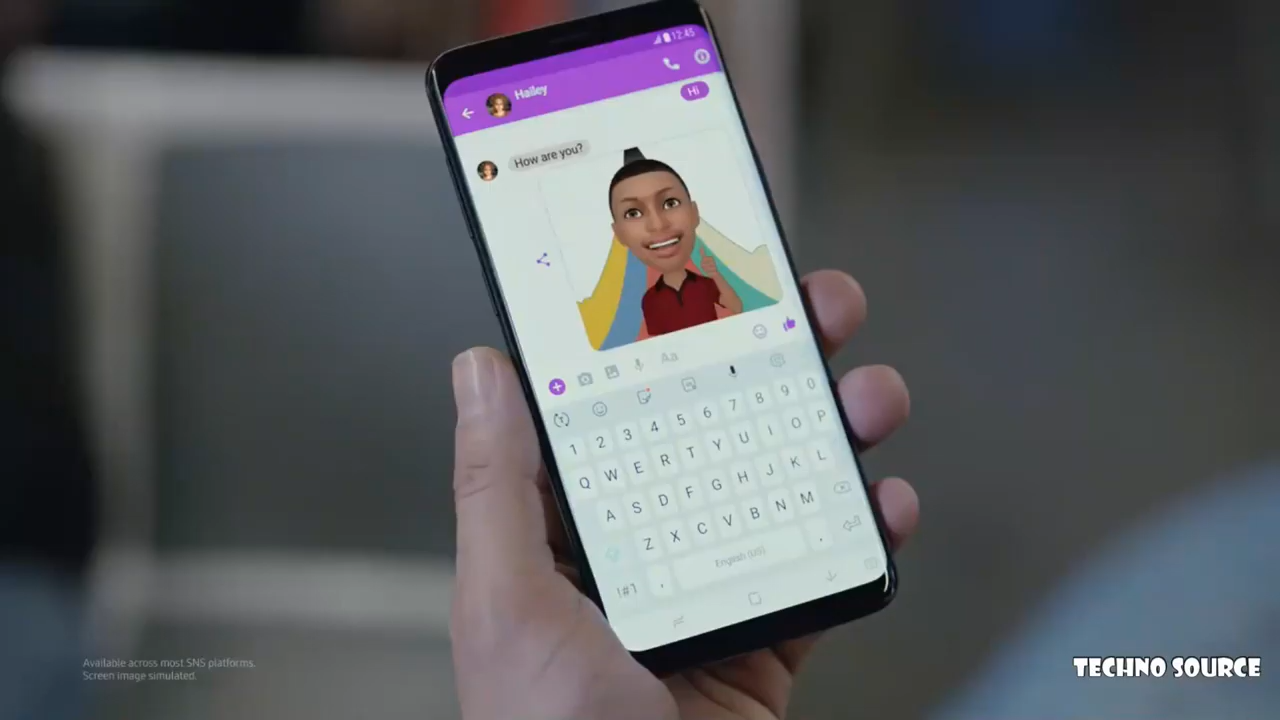 12:45
Hailey
Hi
How are you?
Aa
1 2 3 4 5 6 7 8 9 0
Q W E R T Y U I O P
A S D F G H J K L
Z X C V B N M
!#1 , English (US) .
Available across most SNS platforms.
Screen image simulated.
TECHNO SOURCE